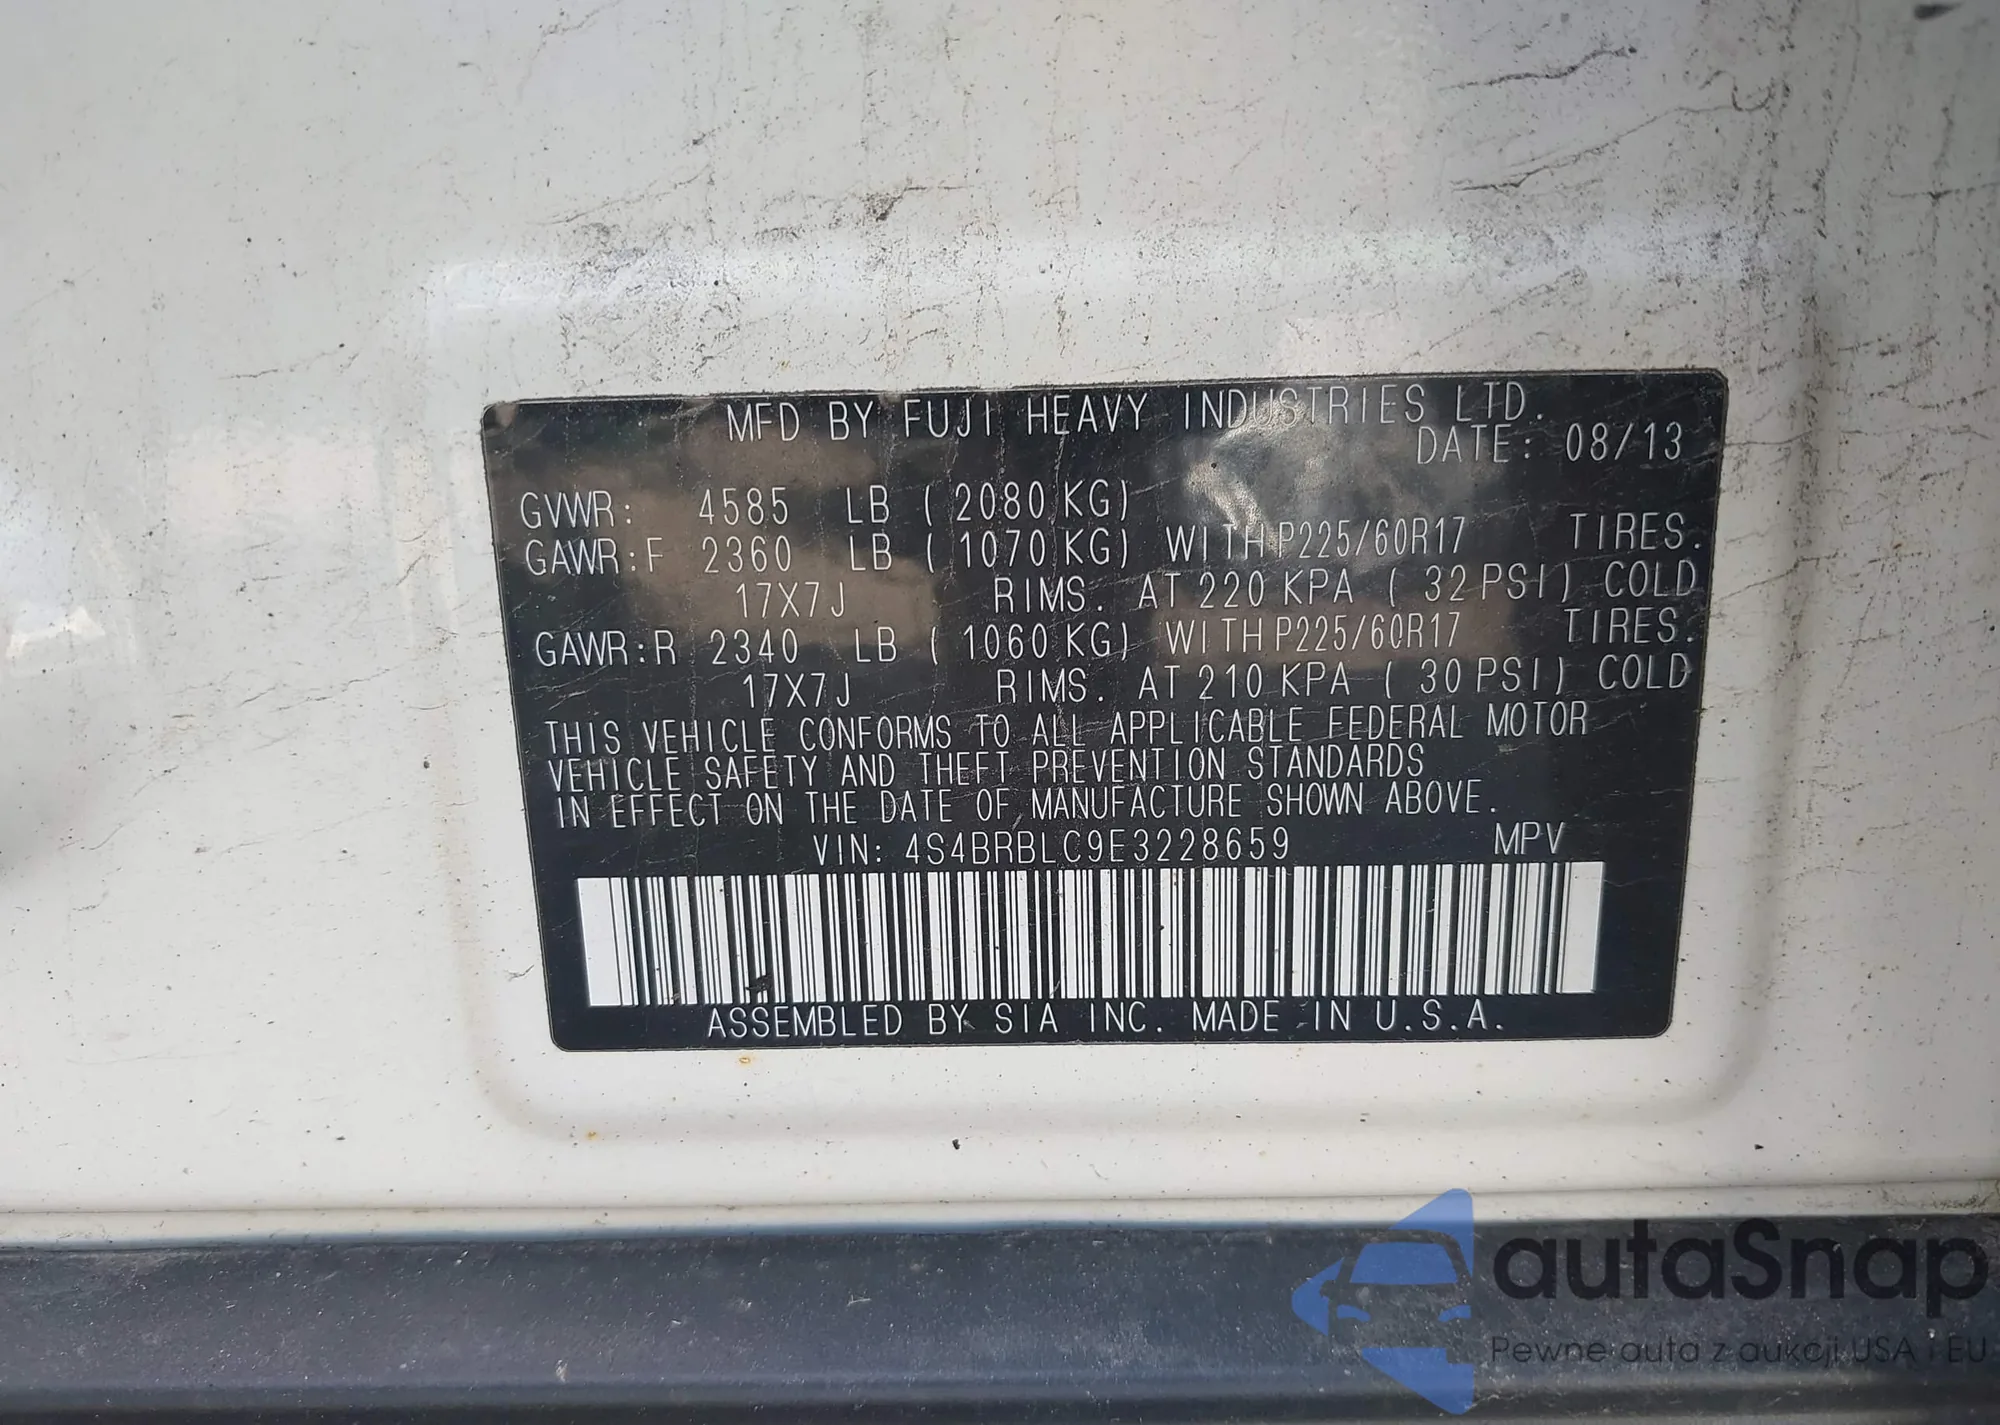 MFD BY FUJI HEAVY INDUSTRIES LTD.
DATE: 08/13
GVWR: 4585 LB ( 2080 KG)
GAWR:F 2360 LB ( 1070 KG) WITH P225/60R17 TIRES.
17X7J RIMS. AT 220 KPA ( 32 PSI) COLD
GAWR:R 2340 LB ( 1060 KG) WITH P225/60R17 TIRES.
17X7J RIMS. AT 210 KPA ( 30 PSI) COLD
THIS VEHICLE CONFORMS TO ALL APPLICABLE FEDERAL MOTOR
VEHICLE SAFETY AND THEFT PREVENTION STANDARDS
IN EFFECT ON THE DATE OF MANUFACTURE SHOWN ABOVE.
VIN: 4S4BRBLC9E3228659 MPV
ASSEMBLED BY SIA INC. MADE IN U.S.A.
autaSnap
Pewne auta z aukcji USA i EU